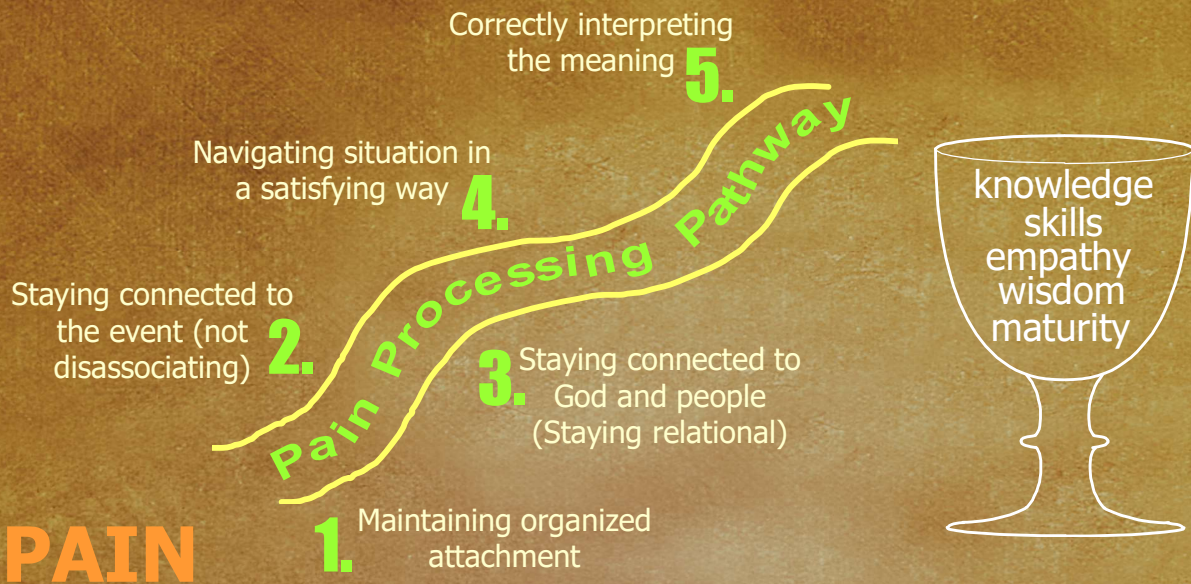 PAIN
Pain Processing Pathway
1. Maintaining organized
attachment
2. Staying connected to
the event (not
disassociating)
3. Staying connected to
God and people
(Staying relational)
4. Navigating situation in
a satisfying way
5. Correctly interpreting
the meaning
knowledge
skills
empathy
wisdom
maturity